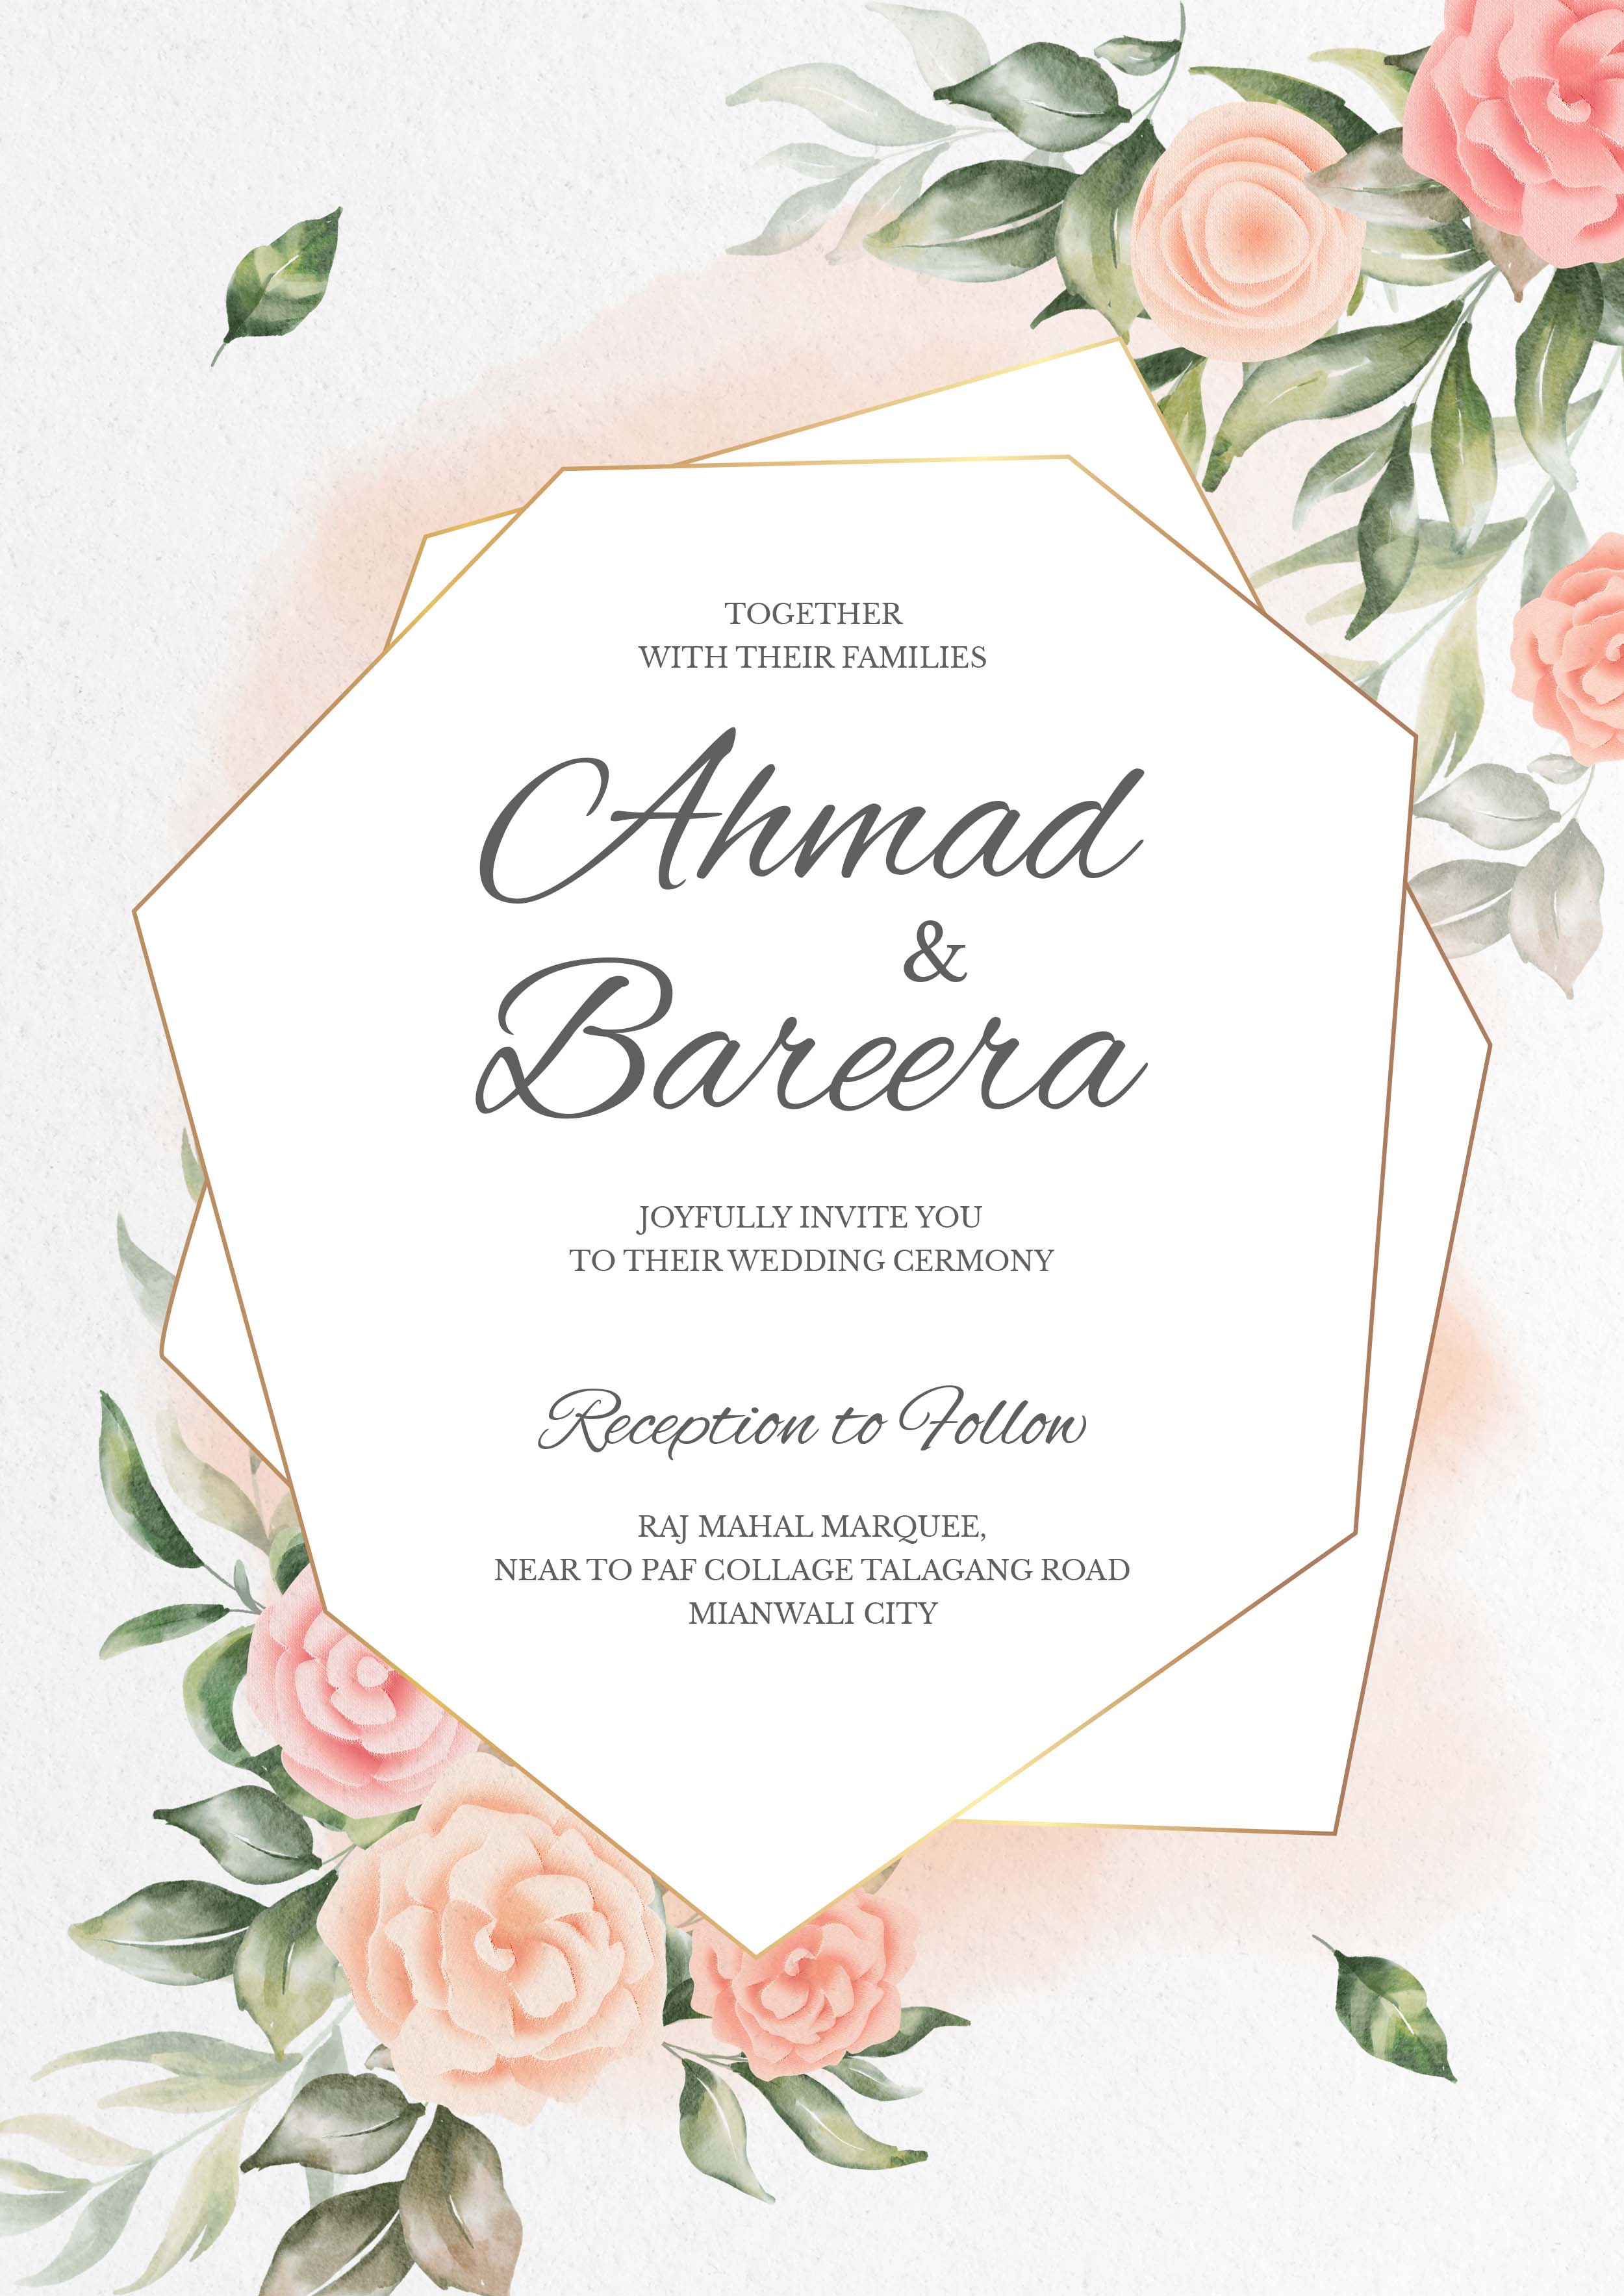 TOGETHER
WITH THEIR FAMILIES
Ahmad
&
Bareera
JOYFULLY INVITE YOU
TO THEIR WEDDING CERMONY
Reception to Follow
RAJ MAHAL MARQUEE,
NEAR TO PAF COLLAGE TALAGANG ROAD
MIANWALI CITY